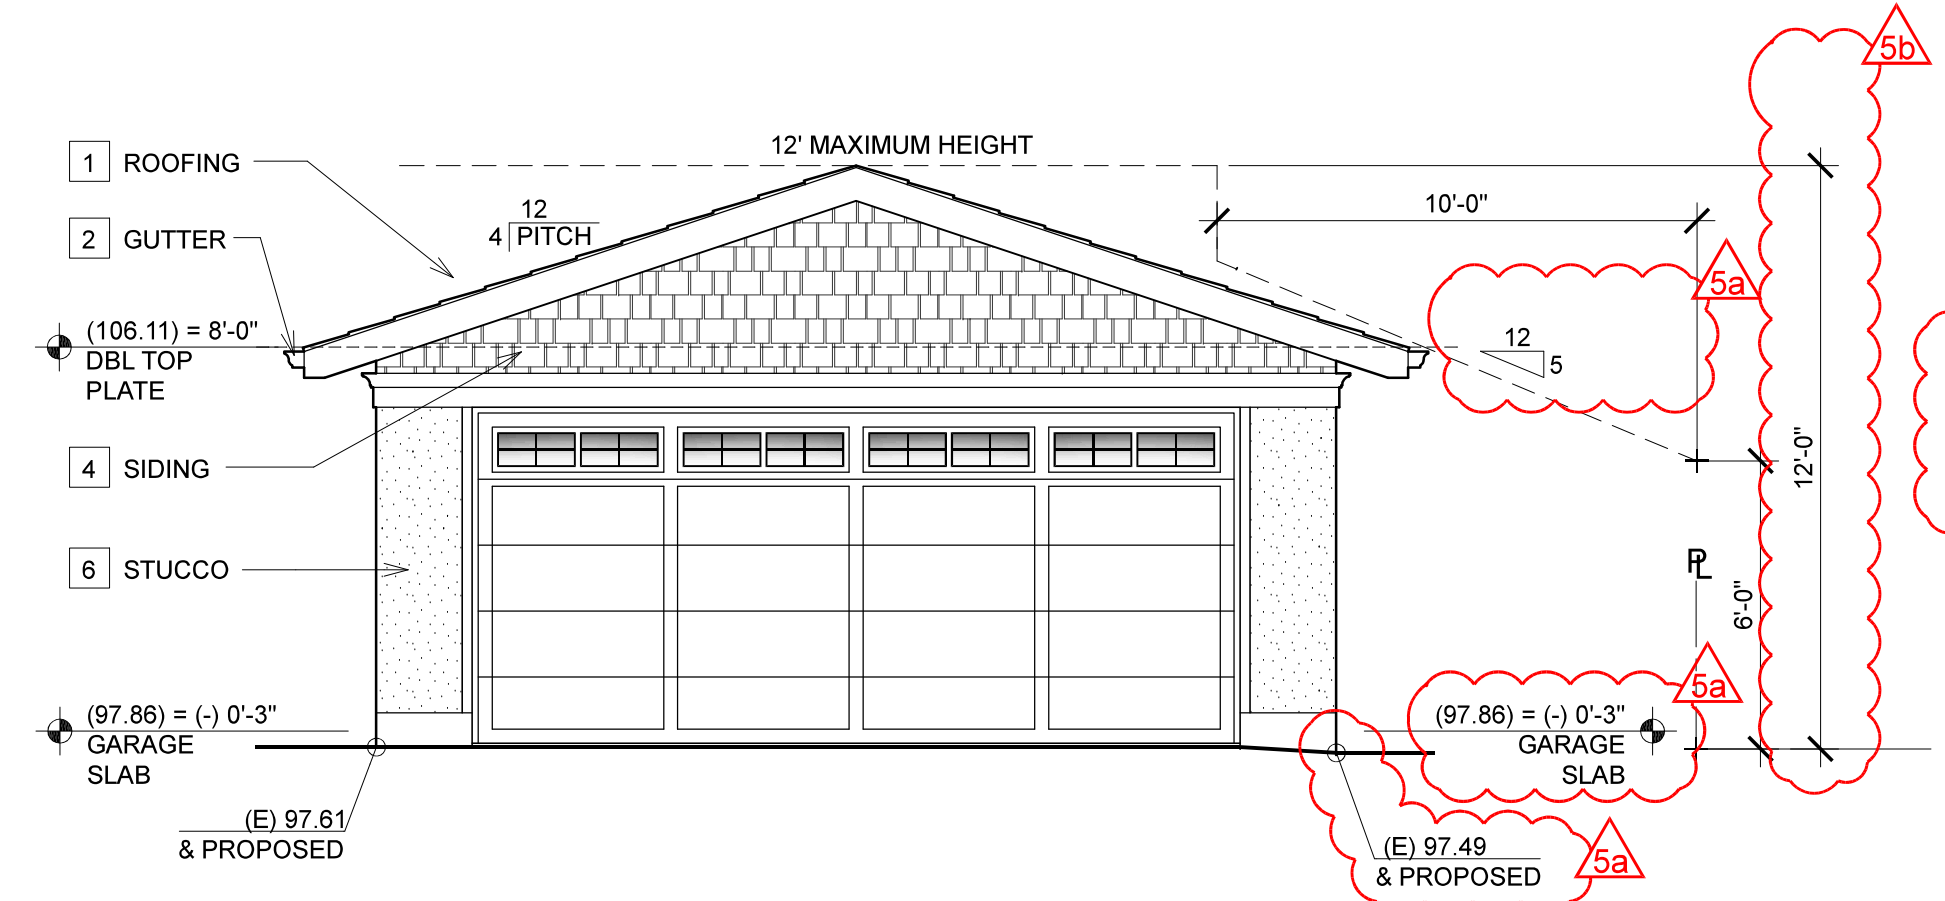 5b
12' MAXIMUM HEIGHT
1 ROOFING
10'-0"
12
4 PITCH
2 GUTTER
5a
(106.11) = 8'-0"
DBL TOP
PLATE
12
5
12'-0"
4 SIDING
6 STUCCO
PL
6'-0"
5a
(97.86) = (-) 0'-3"
GARAGE
SLAB
(97.86) = (-) 0'-3"
GARAGE
SLAB
(E) 97.61
& PROPOSED
(E) 97.49
& PROPOSED
5a